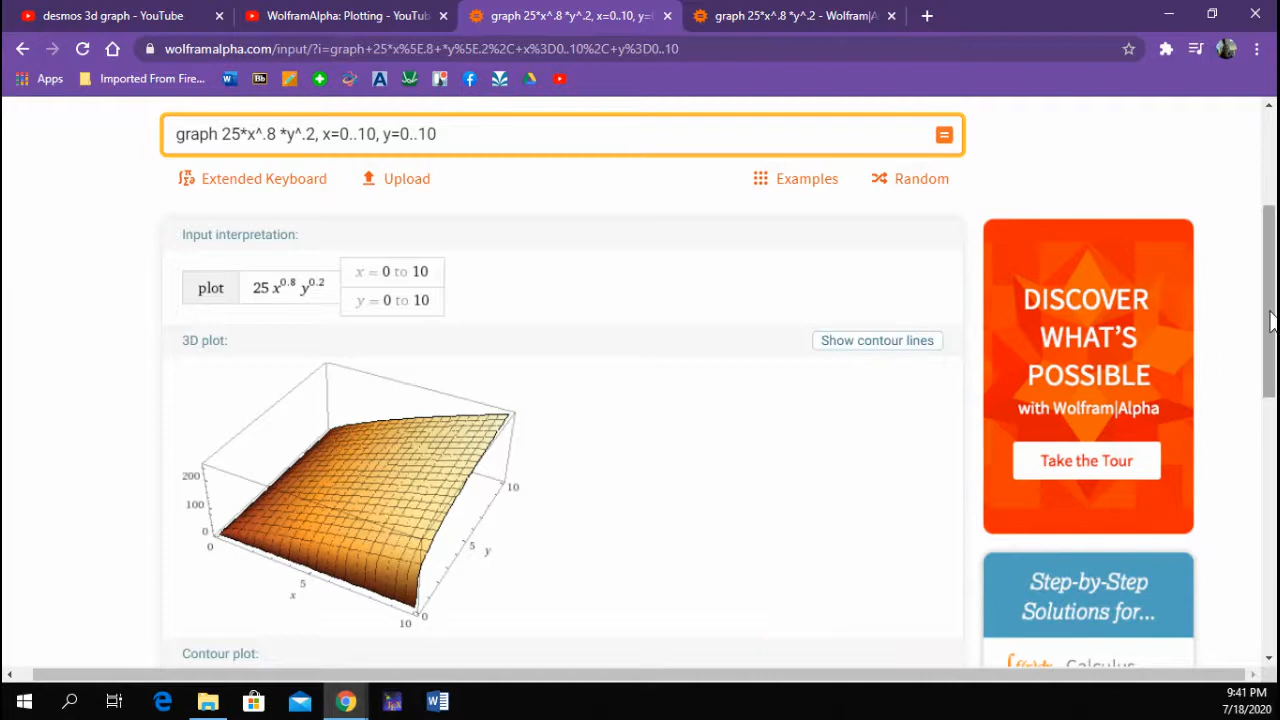 desmos 3d graph - YouTube
WolframAlpha: Plotting - YouTub
graph 25*x^.8 *y^.2, x=0..10, y=
graph 25*x^.8 *y^.2 - Wolfram|A
wolframalpha.com/input/?i=graph+25*x%5E.8+*y%5E.2%2C+x%3D0..10%2C+y%3D0..10
Apps
Imported From Fire...
graph 25*x^.8 *y^.2, x=0..10, y=0..10
Extended Keyboard
Upload
Examples
Random
Input interpretation:
plot
25 x^0.8 y^0.2
x = 0 to 10
y = 0 to 10
3D plot:
Show contour lines
200
100
0
0
5
x
10
0
5
y
10
Contour plot:
DISCOVER
WHAT'S
POSSIBLE
with Wolfram|Alpha
Take the Tour
Step-by-Step
Solutions for...
∫f(x)dx
Calculus
9:41 PM
7/18/2020